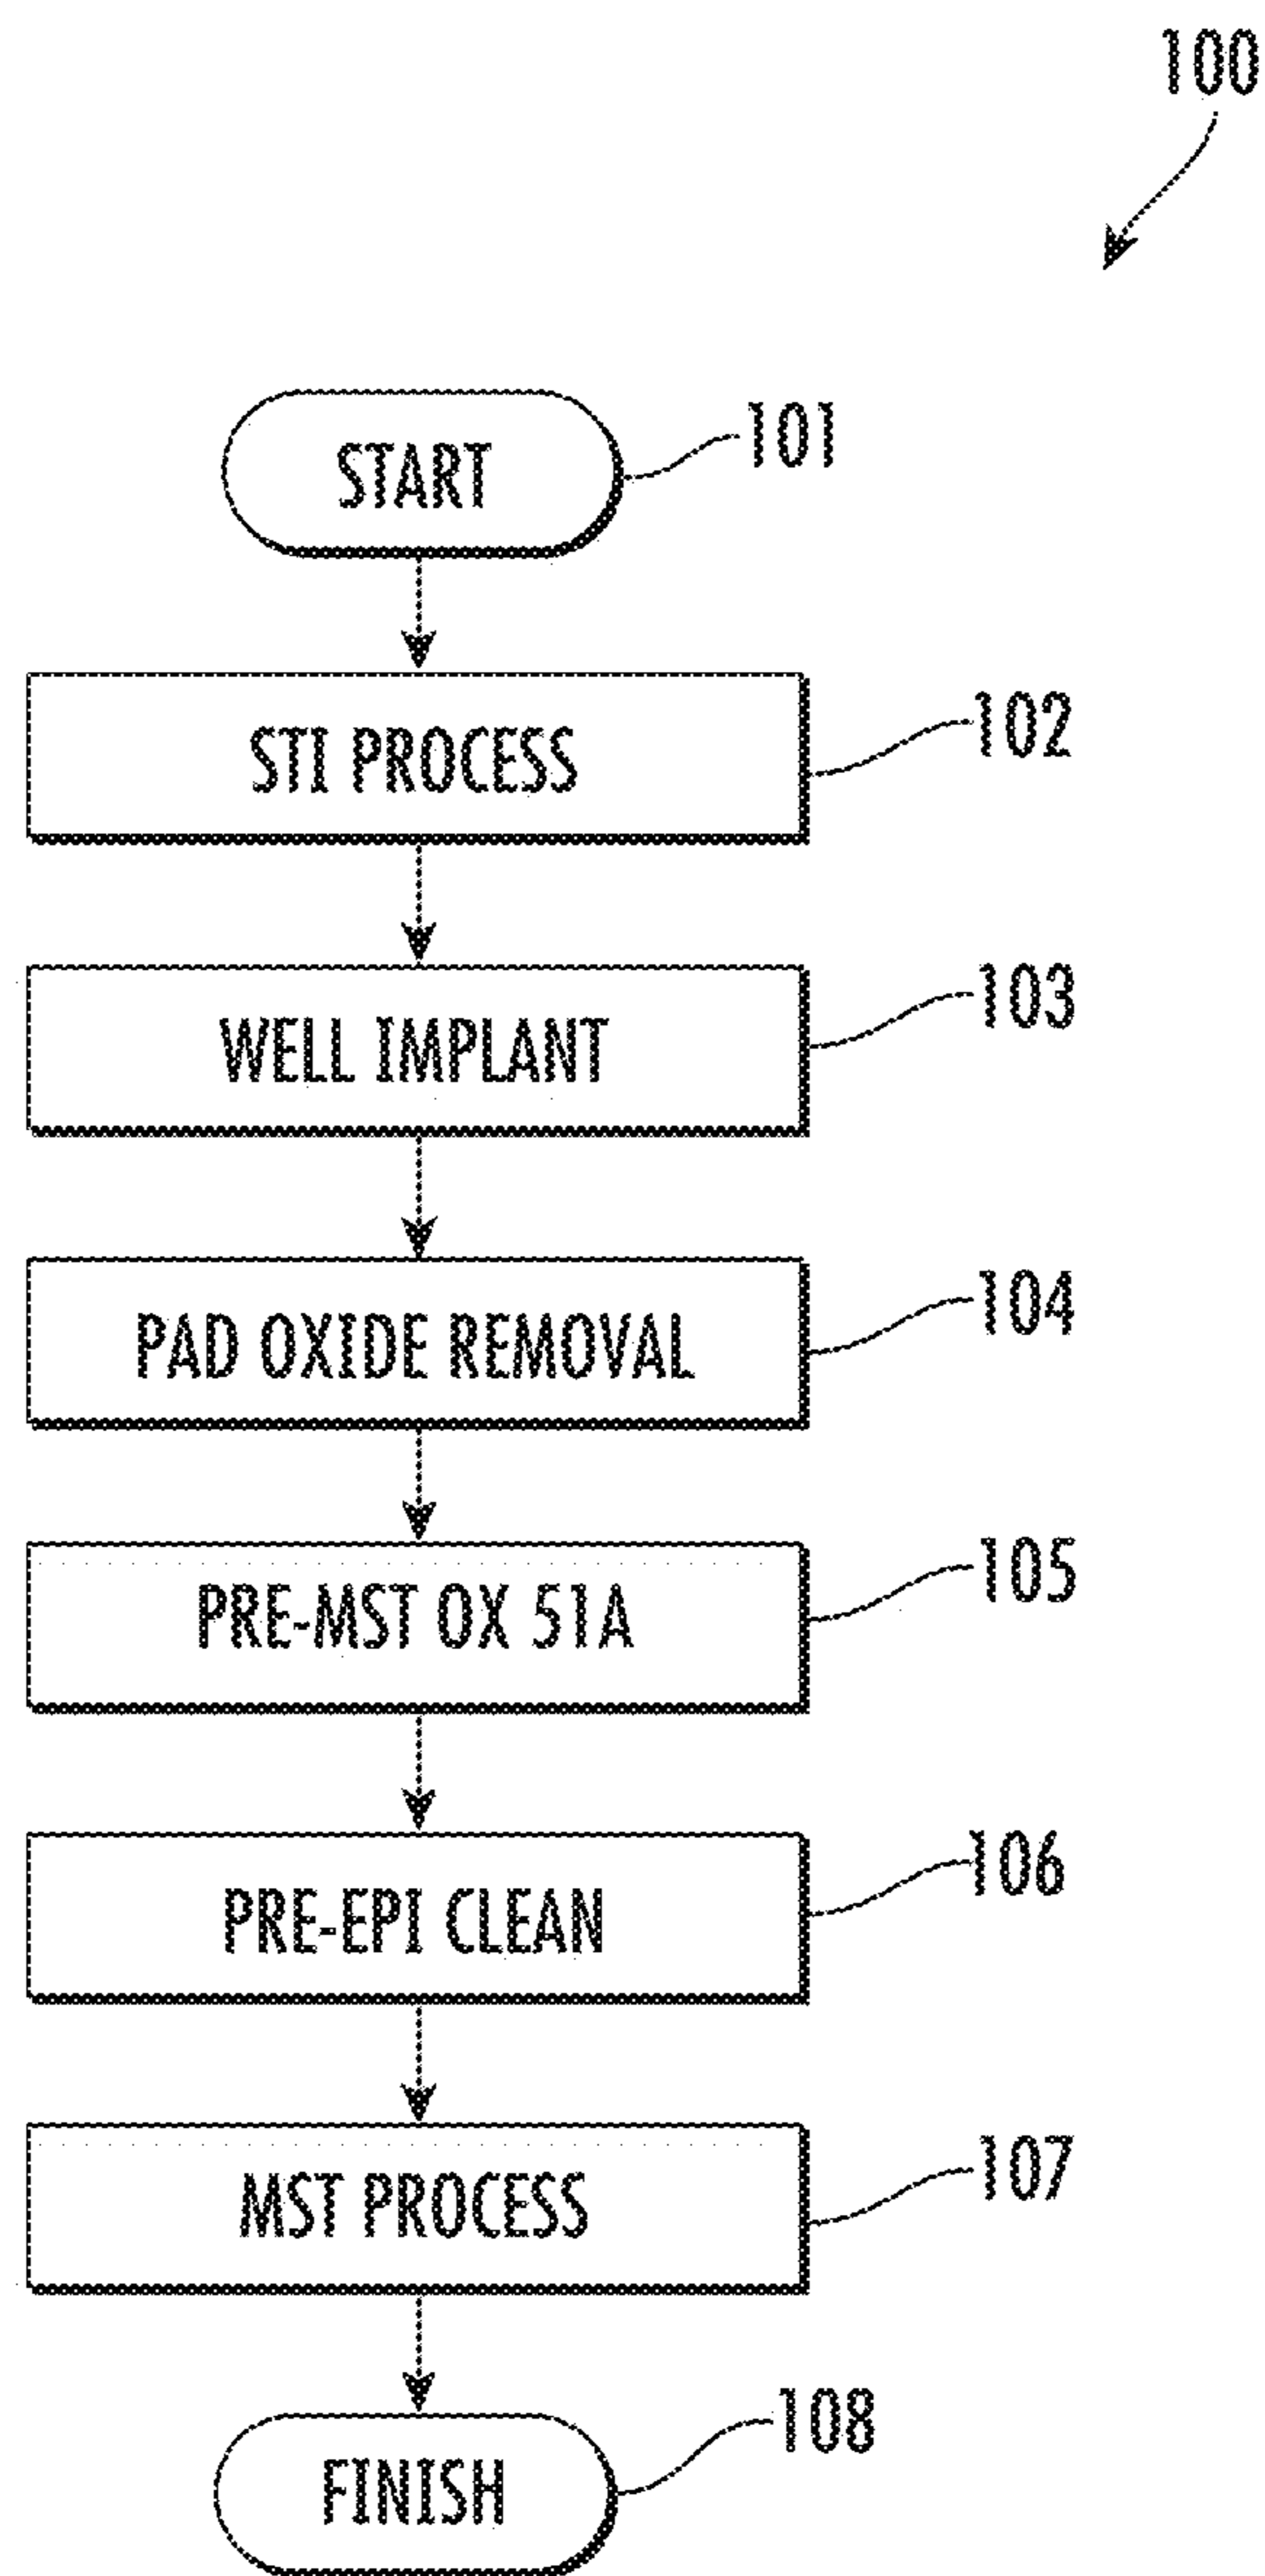 100
START
101
STI PROCESS
102
WELL IMPLANT
103
PAD OXIDE REMOVAL
104
PRE-MST OX 51A
105
PRE-EPI CLEAN
106
MST PROCESS
107
FINISH
108